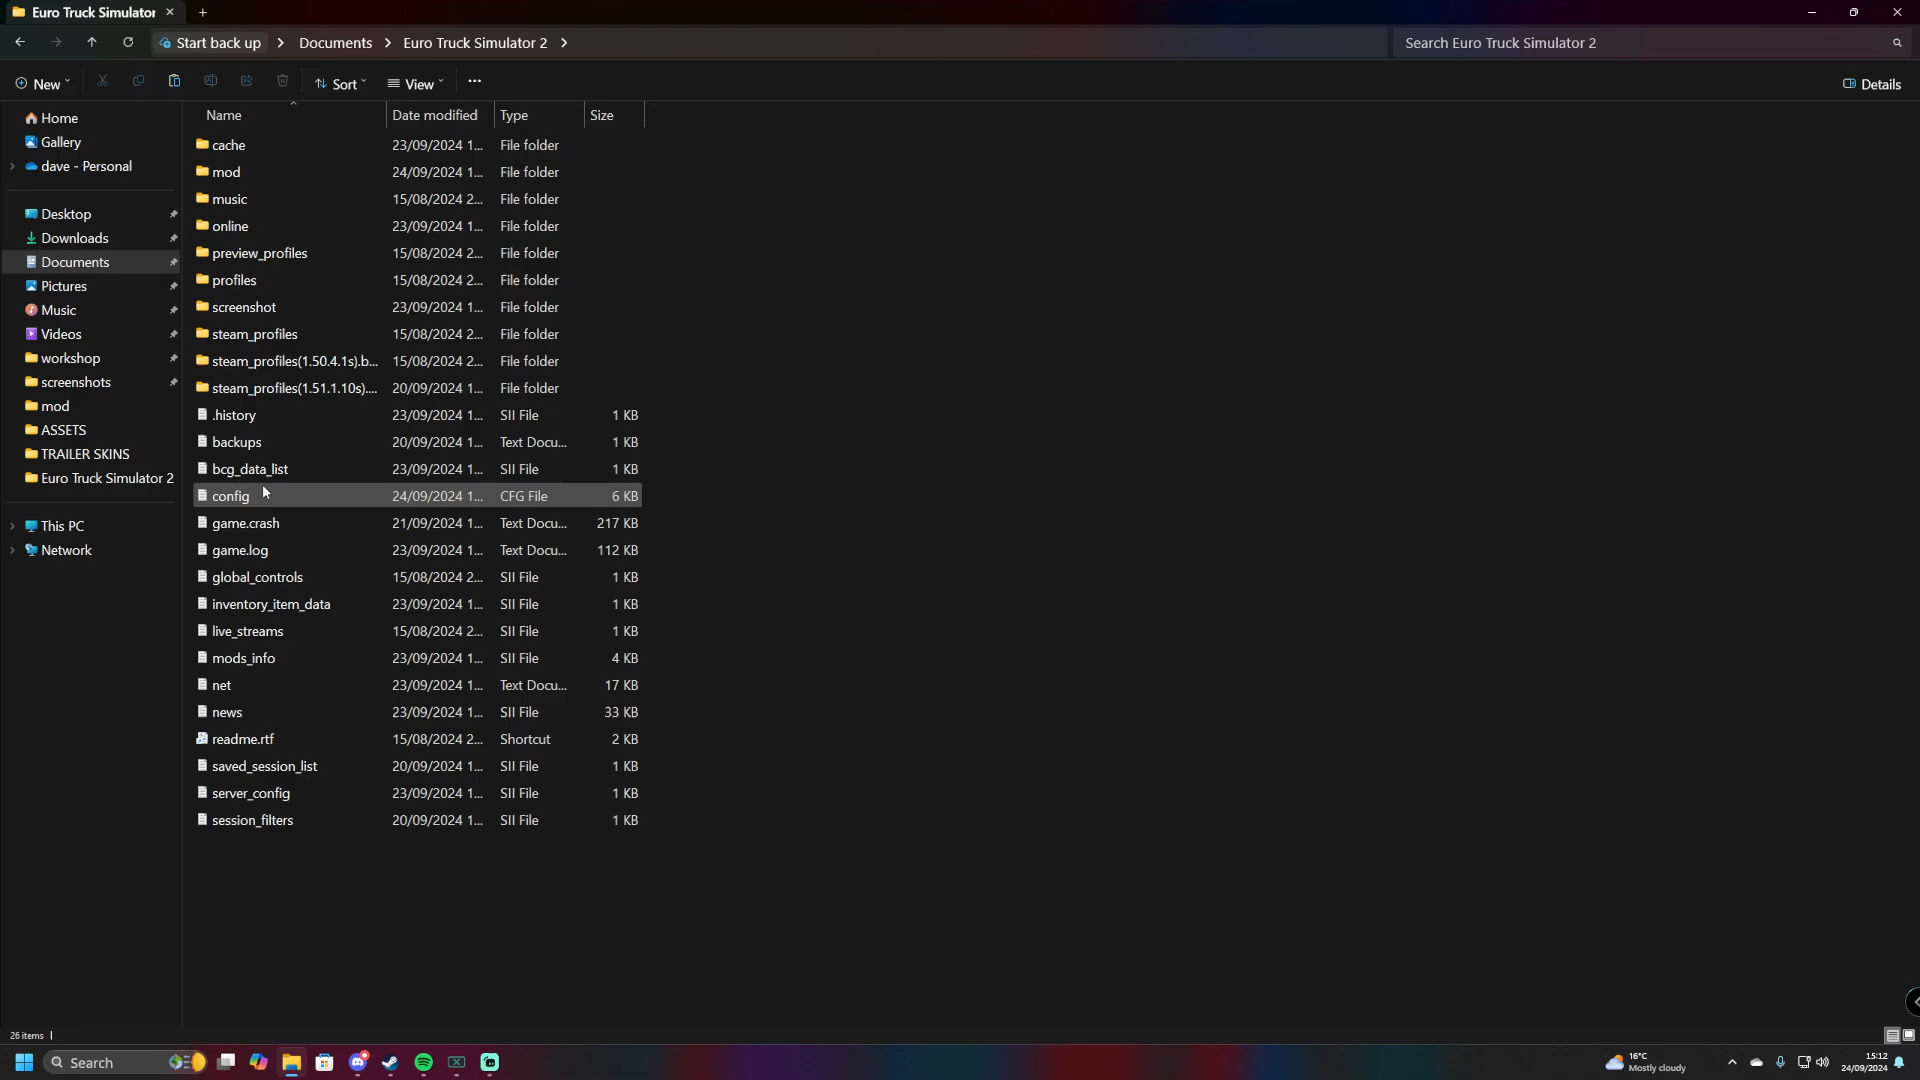 Euro Truck Simulator
Start back up > Documents > Euro Truck Simulator 2 >
Search Euro Truck Simulator 2
New
Sort
View
Details
Home
Gallery
dave - Personal
Desktop
Downloads
Documents
Pictures
Music
Videos
workshop
screenshots
mod
ASSETS
TRAILER SKINS
Euro Truck Simulator 2
This PC
Network
Name Date modified Type Size
cache 23/09/2024 1... File folder
mod 24/09/2024 1... File folder
music 15/08/2024 2... File folder
online 23/09/2024 1... File folder
preview_profiles 15/08/2024 2... File folder
profiles 15/08/2024 2... File folder
screenshot 23/09/2024 1... File folder
steam_profiles 15/08/2024 2... File folder
steam_profiles(1.50.4.1s).b... 15/08/2024 2... File folder
steam_profiles(1.51.1.10s).... 20/09/2024 1... File folder
.history 23/09/2024 1... SII File 1 KB
backups 20/09/2024 1... Text Docu... 1 KB
bcg_data_list 23/09/2024 1... SII File 1 KB
config 24/09/2024 1... CFG File 6 KB
game.crash 21/09/2024 1... Text Docu... 217 KB
game.log 23/09/2024 1... Text Docu... 112 KB
global_controls 15/08/2024 2... SII File 1 KB
inventory_item_data 23/09/2024 1... SII File 1 KB
live_streams 15/08/2024 2... SII File 1 KB
mods_info 23/09/2024 1... SII File 4 KB
net 23/09/2024 1... Text Docu... 17 KB
news 23/09/2024 1... SII File 33 KB
readme.rtf 15/08/2024 2... Shortcut 2 KB
saved_session_list 20/09/2024 1... SII File 1 KB
server_config 23/09/2024 1... SII File 1 KB
session_filters 20/09/2024 1... SII File 1 KB
26 items
Search
16°C
Mostly cloudy
15:12
24/09/2024